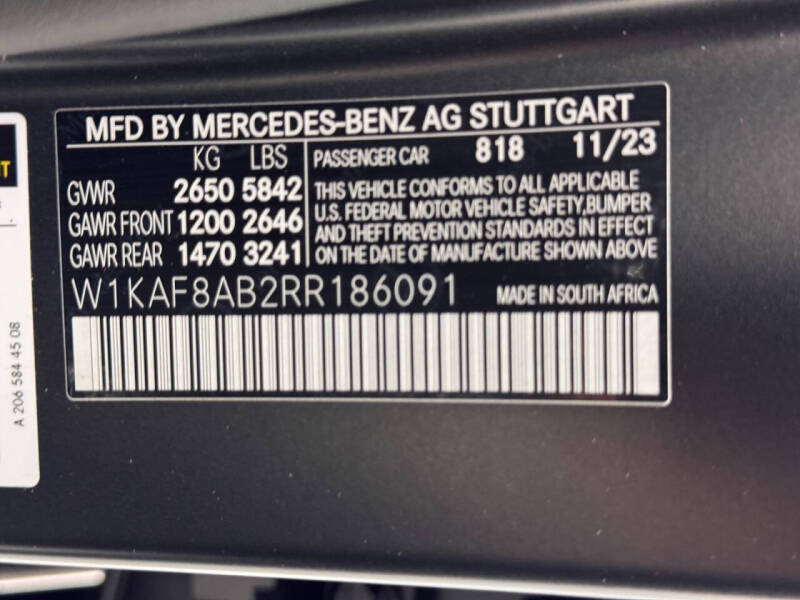 MFD BY MERCEDES-BENZ AG STUTTGART
KG LBS
GVWR 2650 5842
GAWR FRONT 1200 2646
GAWR REAR 1470 3241
PASSENGER CAR 818 11/23
THIS VEHICLE CONFORMS TO ALL APPLICABLE
U.S. FEDERAL MOTOR VEHICLE SAFETY,BUMPER
AND THEFT PREVENTION STANDARDS IN EFFECT
ON THE DATE OF MANUFACTURE SHOWN ABOVE
W1KAF8AB2RR186091
MADE IN SOUTH AFRICA
A 206 584 45 08